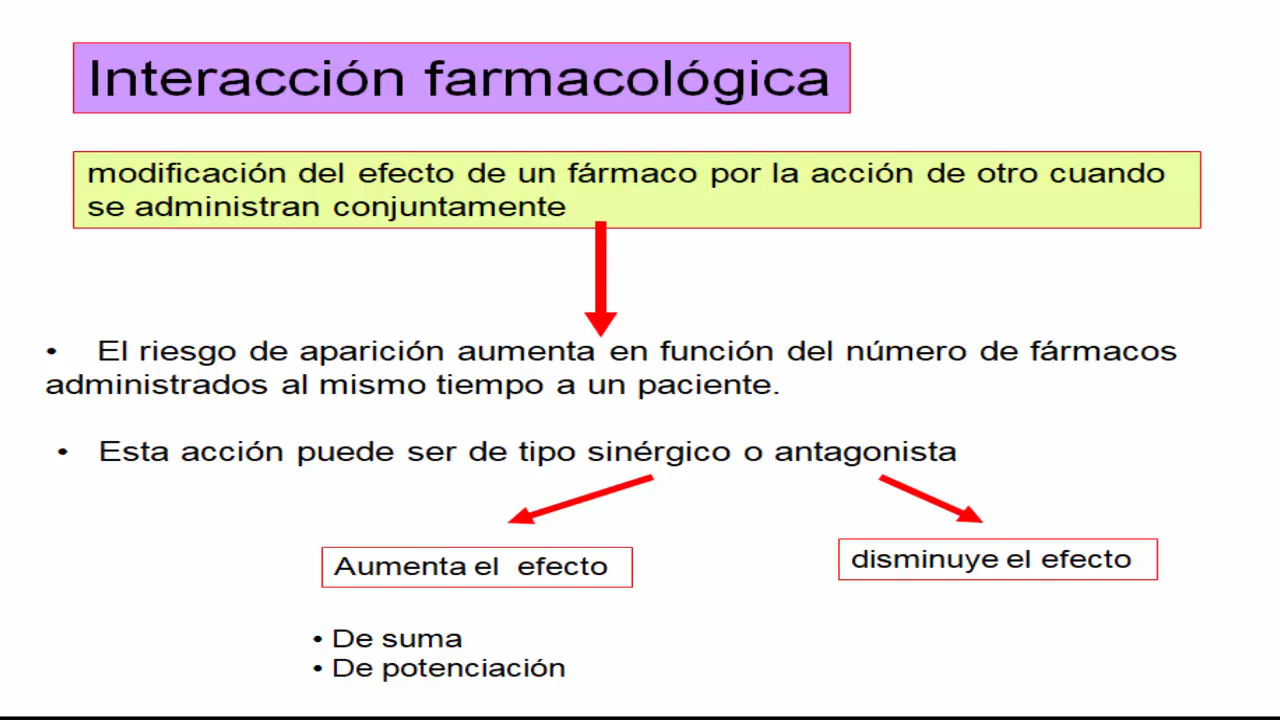 Interacción farmacológica
modificación del efecto de un fármaco por la acción de otro cuando
se administran conjuntamente
• El riesgo de aparición aumenta en función del número de fármacos
administrados al mismo tiempo a un paciente.
• Esta acción puede ser de tipo sinérgico o antagonista
Aumenta el efecto
disminuye el efecto
• De suma
• De potenciación